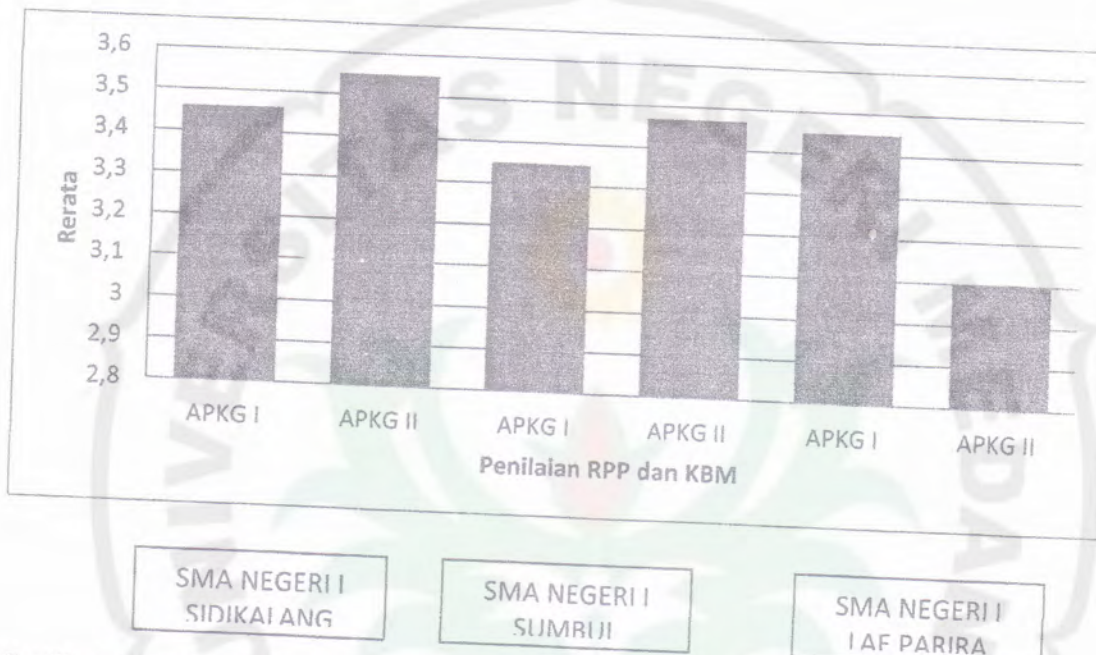 3,6
3,5
3,4
3,3
3,2
3,1
3
2,9
2,8
Rerata
APKG I APKG II APKG I APKG II APKG I APKG II
Penilaian RPP dan KBM
SMA NEGERI I
SIDIKALANG
SMA NEGERI I
SUMBUL
SMA NEGERI I
LAE PARIRA